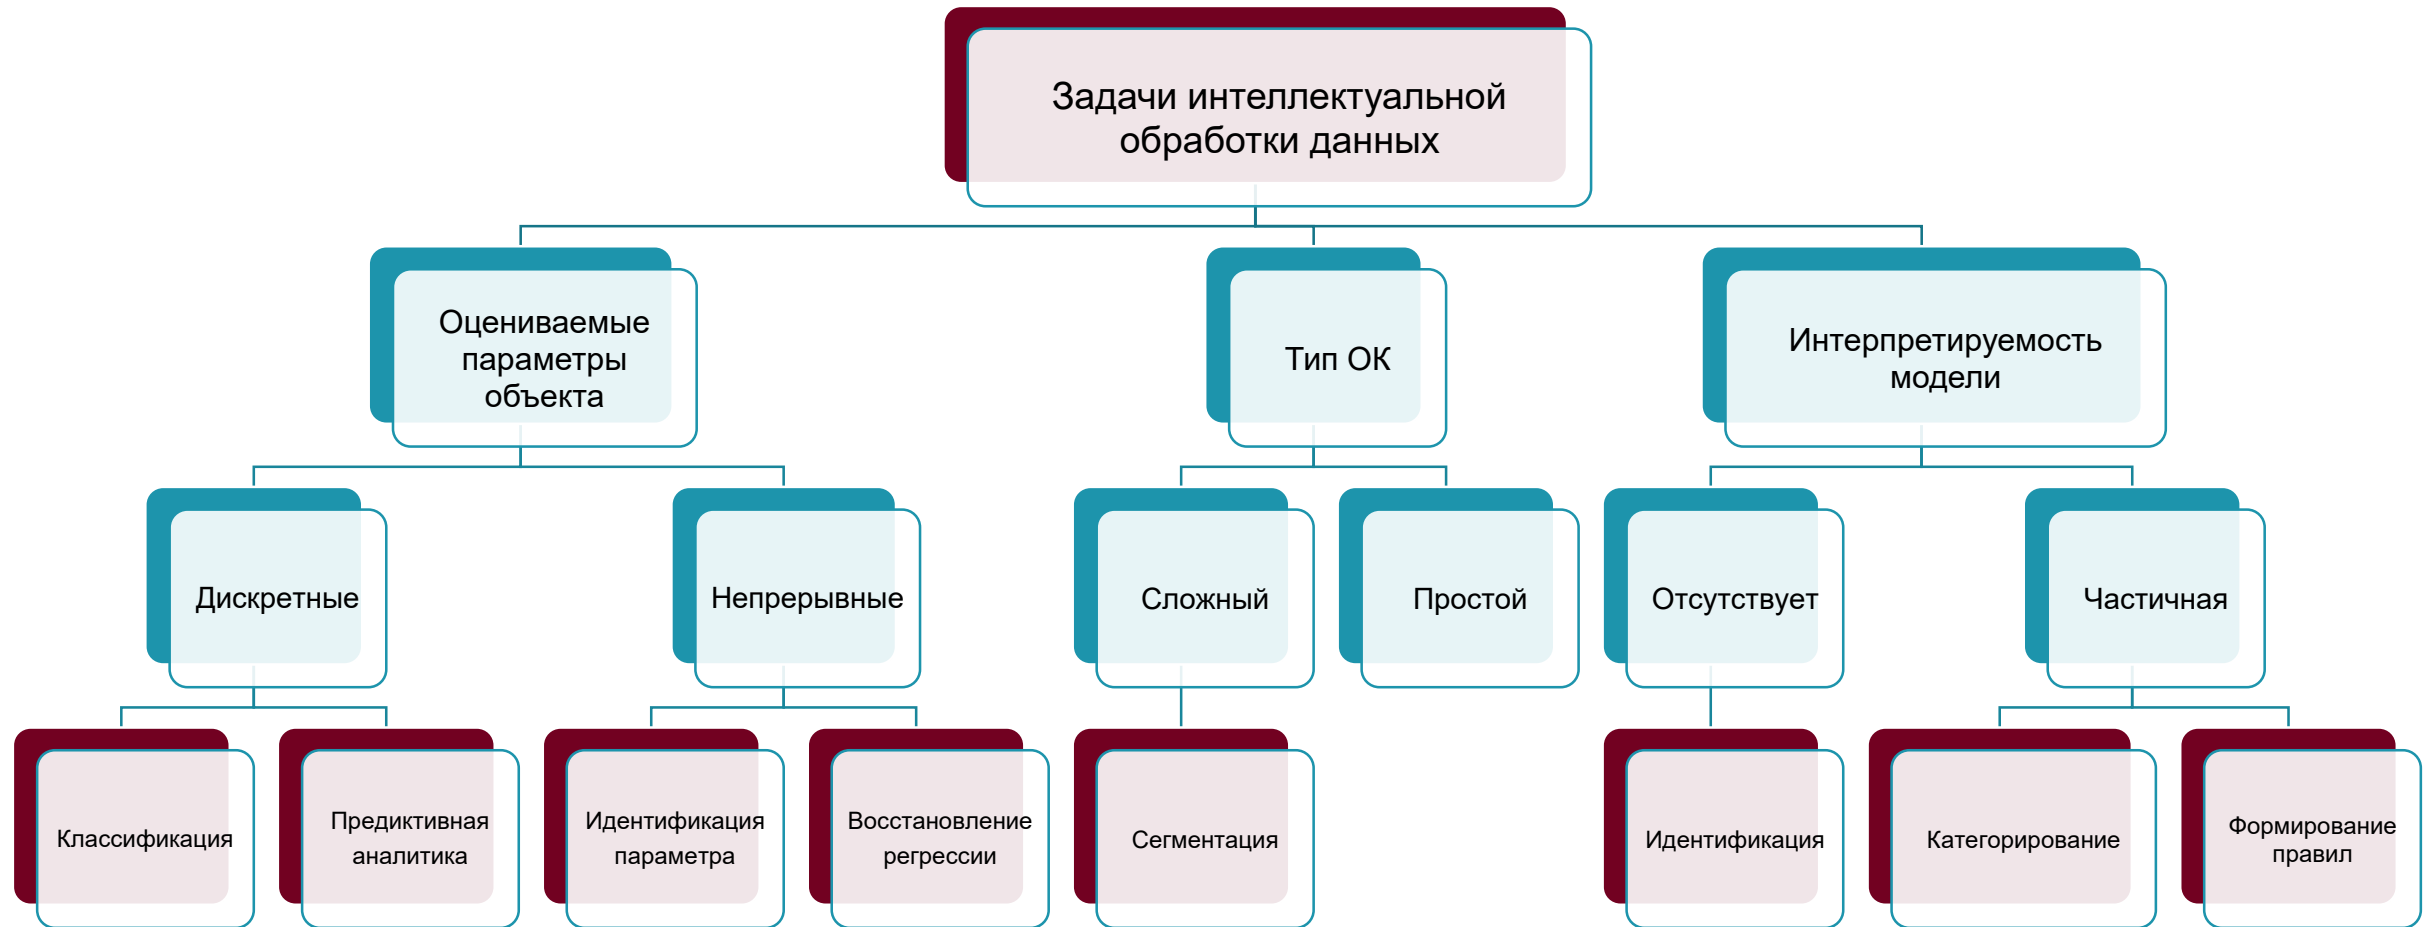 Задачи интеллектуальной
обработки данных
Оцениваемые
параметры
объекта
Тип ОК
Интерпретируемость
модели
Дискретные
Непрерывные
Сложный
Простой
Отсутствует
Частичная
Классификация
Предиктивная
аналитика
Идентификация
параметра
Восстановление
регрессии
Сегментация
Идентификация
Категорирование
Формирование
правил